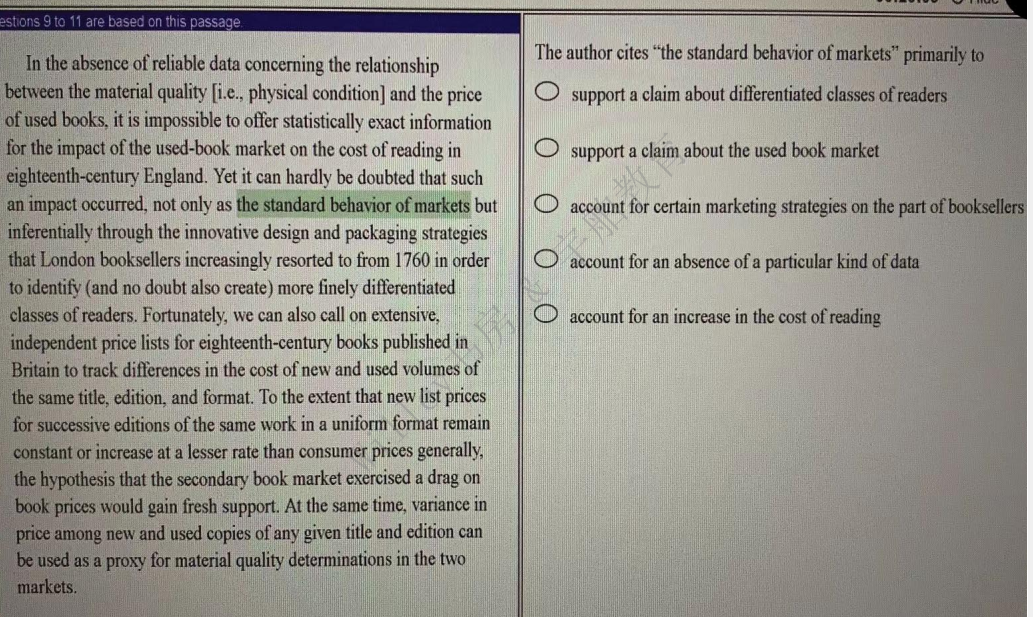 estions 9 to 11 are based on this passage.
In the absence of reliable data concerning the relationship
between the material quality [i.e., physical condition] and the price
of used books, it is impossible to offer statistically exact information
for the impact of the used-book market on the cost of reading in
eighteenth-century England. Yet it can hardly be doubted that such
an impact occurred, not only as the standard behavior of markets but
inferentially through the innovative design and packaging strategies
that London booksellers increasingly resorted to from 1760 in order
to identify (and no doubt also create) more finely differentiated
classes of readers. Fortunately, we can also call on extensive,
independent price lists for eighteenth-century books published in
Britain to track differences in the cost of new and used volumes of
the same title, edition, and format. To the extent that new list prices
for successive editions of the same work in a uniform format remain
constant or increase at a lesser rate than consumer prices generally,
the hypothesis that the secondary book market exercised a drag on
book prices would gain fresh support. At the same time, variance in
price among new and used copies of any given title and edition can
be used as a proxy for material quality determinations in the two
markets.
The author cites “the standard behavior of markets” primarily to
support a claim about differentiated classes of readers
support a claim about the used book market
account for certain marketing strategies on the part of booksellers
account for an absence of a particular kind of data
account for an increase in the cost of reading